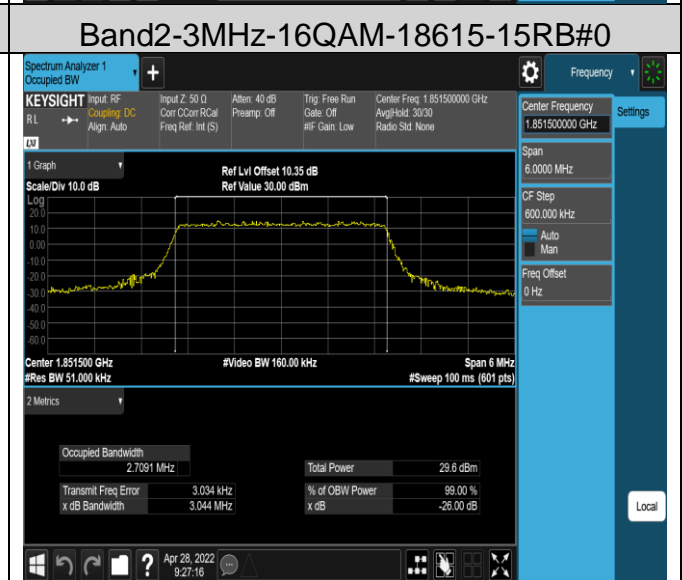 Band2-3MHz-16QAM-18615-15RB#0
Spectrum Analyzer 1
Occupied BW
+
Frequency
KEYSIGHT
RL
Input: RF
Coupling: DC
Align: Auto
Input Z: 50 Ω
Corr CCorr RCal
Freq Ref: Int (S)
Atten: 40 dB
Preamp: Off
Trig: Free Run
Gate: Off
#IF Gain: Low
Center Freq: 1.851500000 GHz
Avg|Hold: 30/30
Radio Std: None
LXI
Center Frequency
1.851500000 GHz
Settings
Span
6.0000 MHz
CF Step
600.000 kHz
Auto
Man
Freq Offset
0 Hz
1 Graph
Ref Lvl Offset 10.35 dB
Scale/Div 10.0 dB
Ref Value 30.00 dBm
Log
20.0
10.0
0.00
-10.0
-20.0
-30.0
-40.0
-50.0
-60.0
Center 1.851500 GHz
#Video BW 160.00 kHz
Span 6 MHz
#Res BW 51.000 kHz
#Sweep 100 ms (601 pts)
2 Metrics
Occupied Bandwidth
2.7091 MHz
Total Power 29.6 dBm
Transmit Freq Error 3.034 kHz
% of OBW Power 99.00 %
x dB Bandwidth 3.044 MHz
x dB -26.00 dB
Local
?
Apr 28, 2022
9:27:16